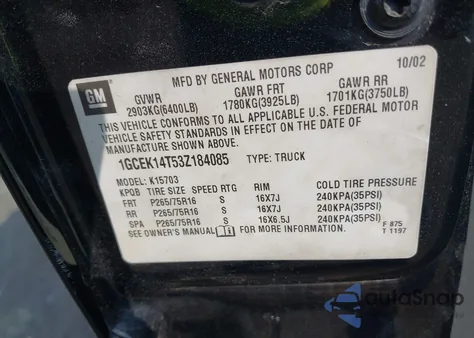 MFD BY GENERAL MOTORS CORP 10/02
GM
GVWR GAWR FRT GAWR RR
2903KG(6400LB) 1780KG(3925LB) 1701KG(3750LB)
THIS VEHICLE CONFORMS TO ALL APPLICABLE U.S. FEDERAL MOTOR
VEHICLE SAFETY STANDARDS IN EFFECT ON THE DATE OF
MANUFACTURE SHOWN ABOVE.
1GCEK14T53Z184085 TYPE: TRUCK
MODEL: K15703
KPQB TIRE SIZE SPEED RTG RIM COLD TIRE PRESSURE
FRT P265/75R16 S 16X7J 240KPA(35PSI)
RR P265/75R16 S 16X7J 240KPA(35PSI)
SPA P265/75R16 S 16X6.5J 240KPA(35PSI)
SEE OWNER'S MANUAL FOR MORE INFORMATION.
F 875
T 1197
autaSnap